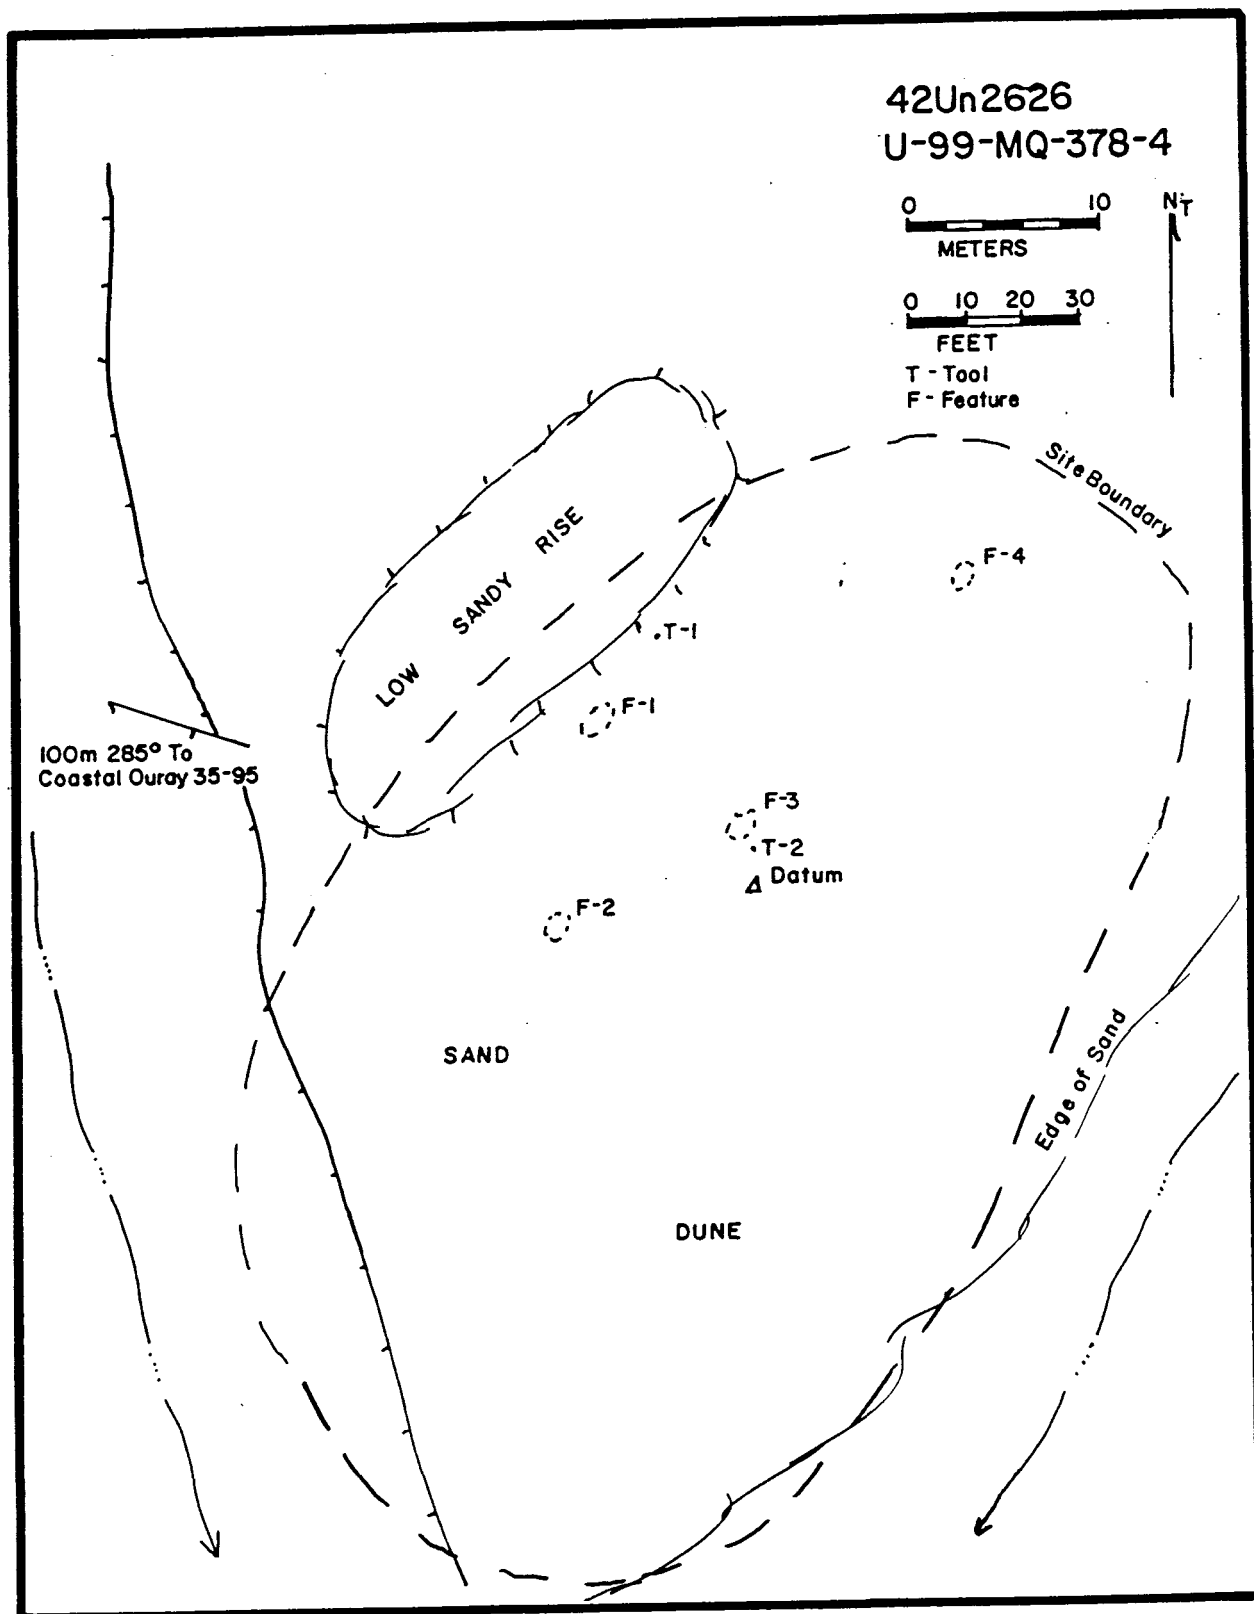 42Un2626
U-99-MQ-378-4
0 10
METERS
N
T
0 10 20 30
FEET
T - Tool
F - Feature
Site Boundary
F-4
LOW SANDY RISE
T-1
F-1
100m 285° To
Coastal Ouray 35-95
F-3
T-2
Datum
F-2
SAND
Edge of Sand
DUNE